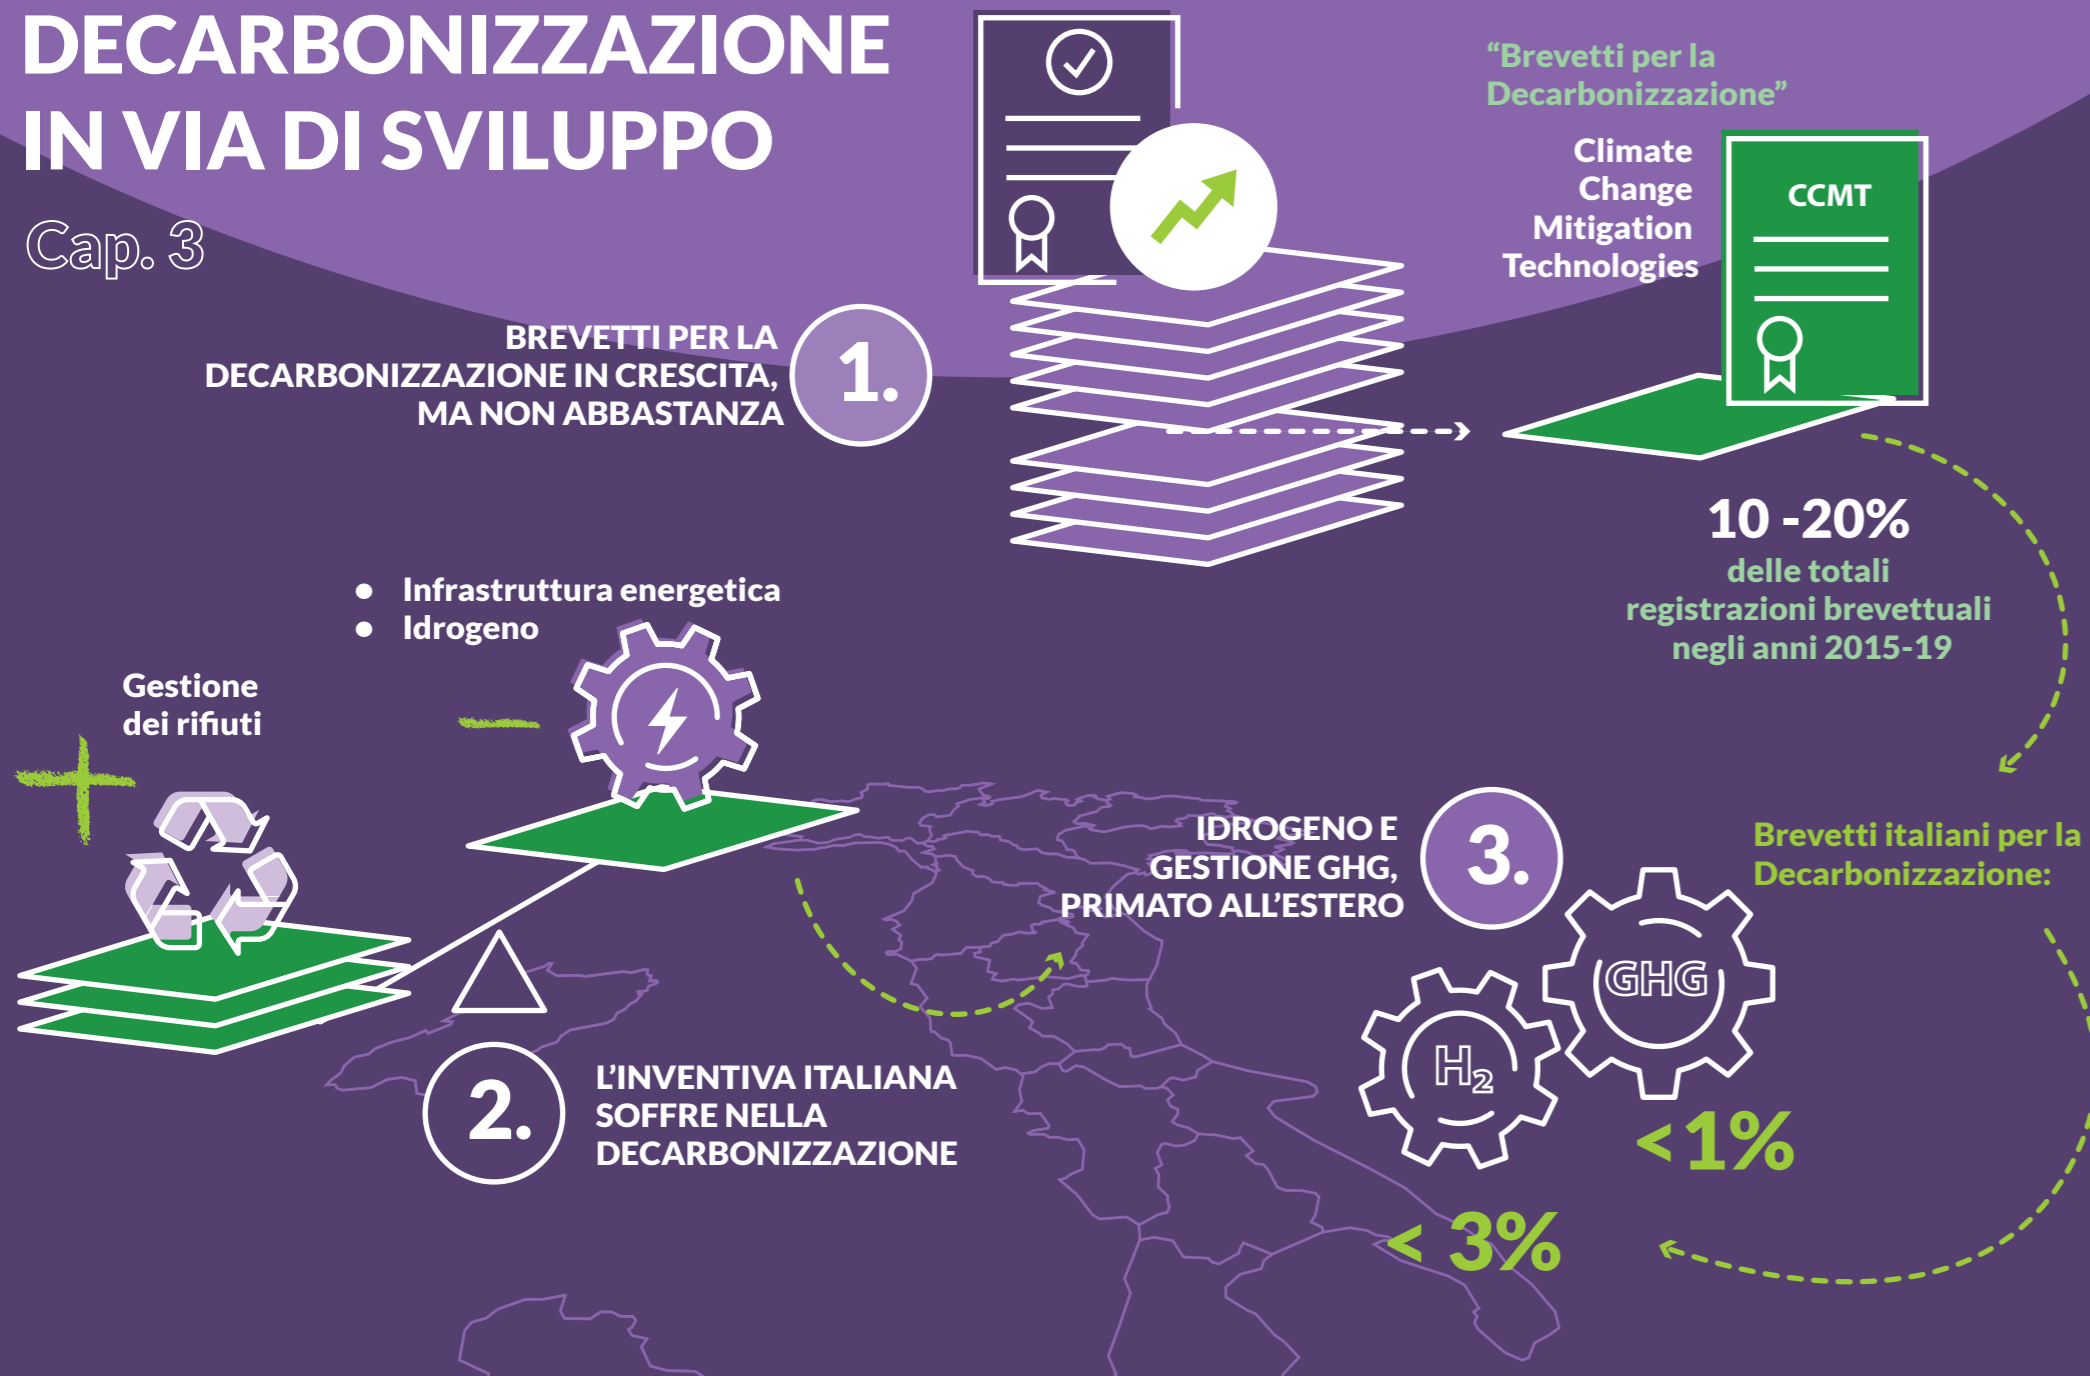 DECARBONIZZAZIONE
IN VIA DI SVILUPPO
Cap. 3
BREVETTI PER LA
DECARBONIZZAZIONE IN CRESCITA,
MA NON ABBASTANZA
1.
“Brevetti per la
Decarbonizzazione”
Climate
Change
Mitigation
Technologies
CCMT
10 -20%
delle totali
registrazioni brevettuali
negli anni 2015-19
● Infrastruttura energetica
● Idrogeno
Gestione
dei rifiuti
2.
L’INVENTIVA ITALIANA
SOFFRE NELLA
DECARBONIZZAZIONE
IDROGENO E
GESTIONE GHG,
PRIMATO ALL’ESTERO
3.
Brevetti italiani per la
Decarbonizzazione:
GHG
H2
<1%
< 3%